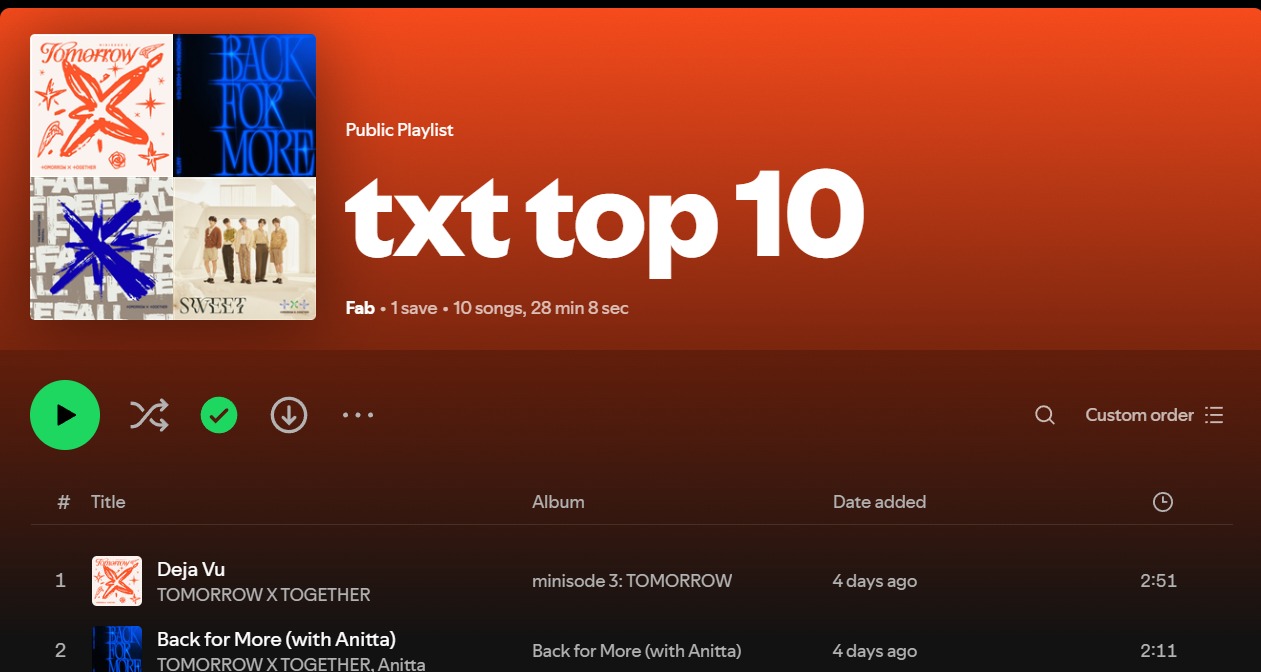 Tomorrow
TOMORROW X TOGETHER
BACK
FOR
MORE
FREEFALL
SWEET
Public Playlist
txt top 10
Fab • 1 save • 10 songs, 28 min 8 sec
Custom order
# Title Album Date added
1 Deja Vu minisode 3: TOMORROW 4 days ago 2:51
TOMORROW X TOGETHER
2 Back for More (with Anitta) Back for More (with Anitta) 4 days ago 2:11
TOMORROW X TOGETHER, Anitta